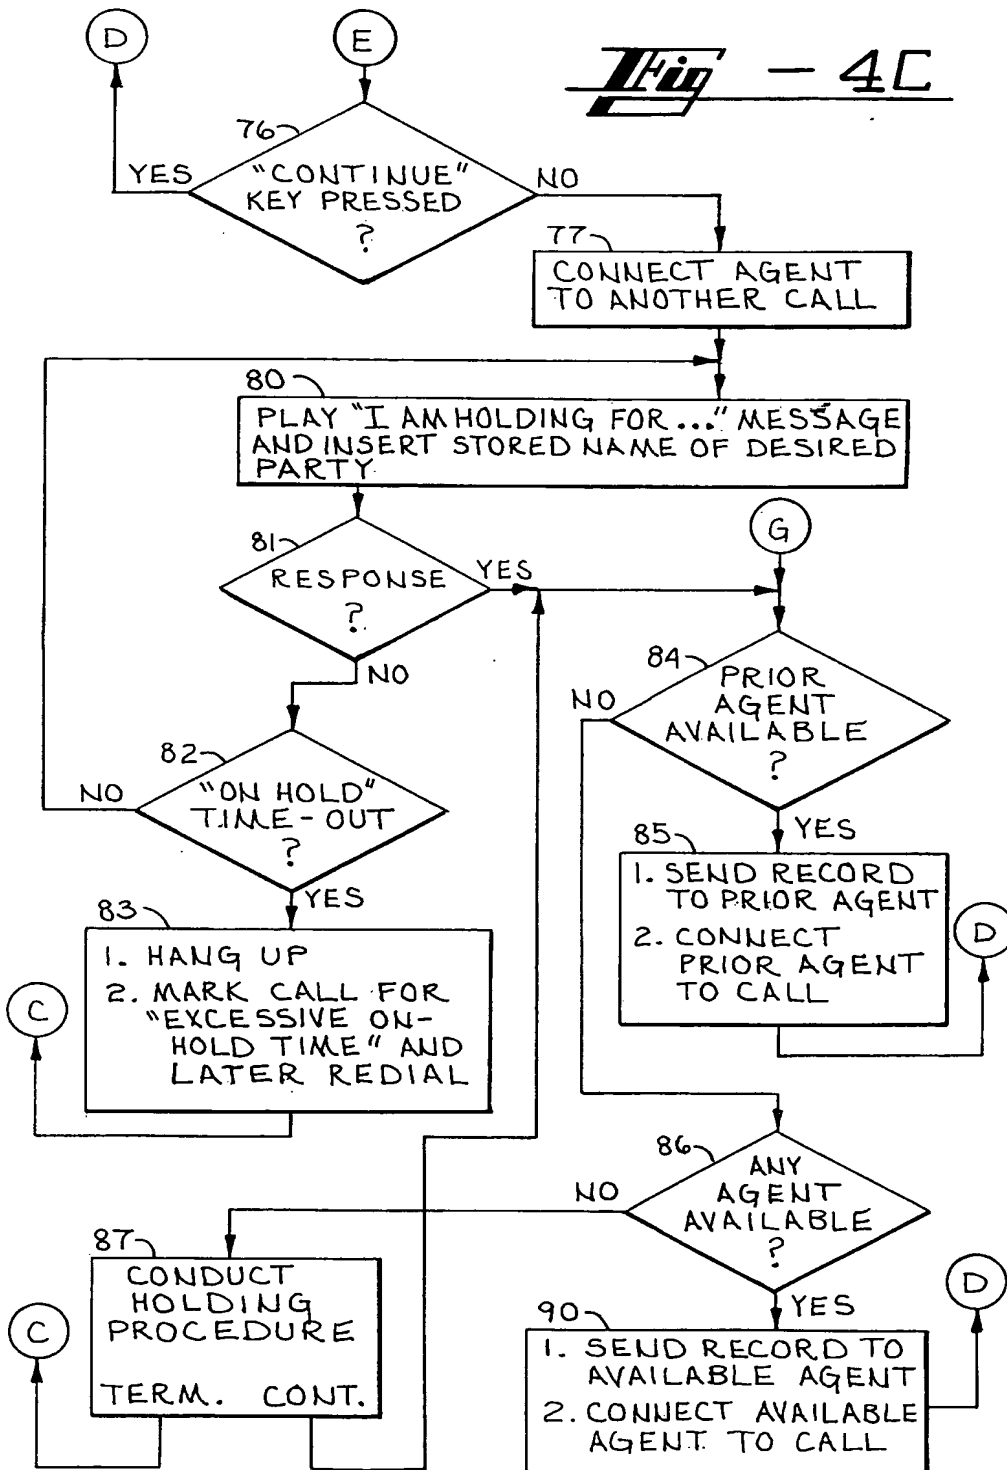 D
E
Fig - 4C
76
"CONTINUE"
KEY PRESSED
?
YES
NO
77
CONNECT AGENT
TO ANOTHER CALL
80
PLAY "I AM HOLDING FOR..." MESSAGE
AND INSERT STORED NAME OF DESIRED
PARTY
81
RESPONSE
?
YES
NO
G
82
"ON HOLD"
TIME-OUT
?
NO
YES
84
PRIOR
AGENT
AVAILABLE
?
NO
YES
83
1. HANG UP
2. MARK CALL FOR
"EXCESSIVE ON-
HOLD TIME" AND
LATER REDIAL
C
85
1. SEND RECORD
TO PRIOR AGENT
2. CONNECT
PRIOR AGENT
TO CALL
D
86
ANY
AGENT
AVAILABLE
?
NO
YES
87
CONDUCT
HOLDING
PROCEDURE
TERM. CONT.
C
90
1. SEND RECORD TO
AVAILABLE AGENT
2. CONNECT AVAILABLE
AGENT TO CALL
D